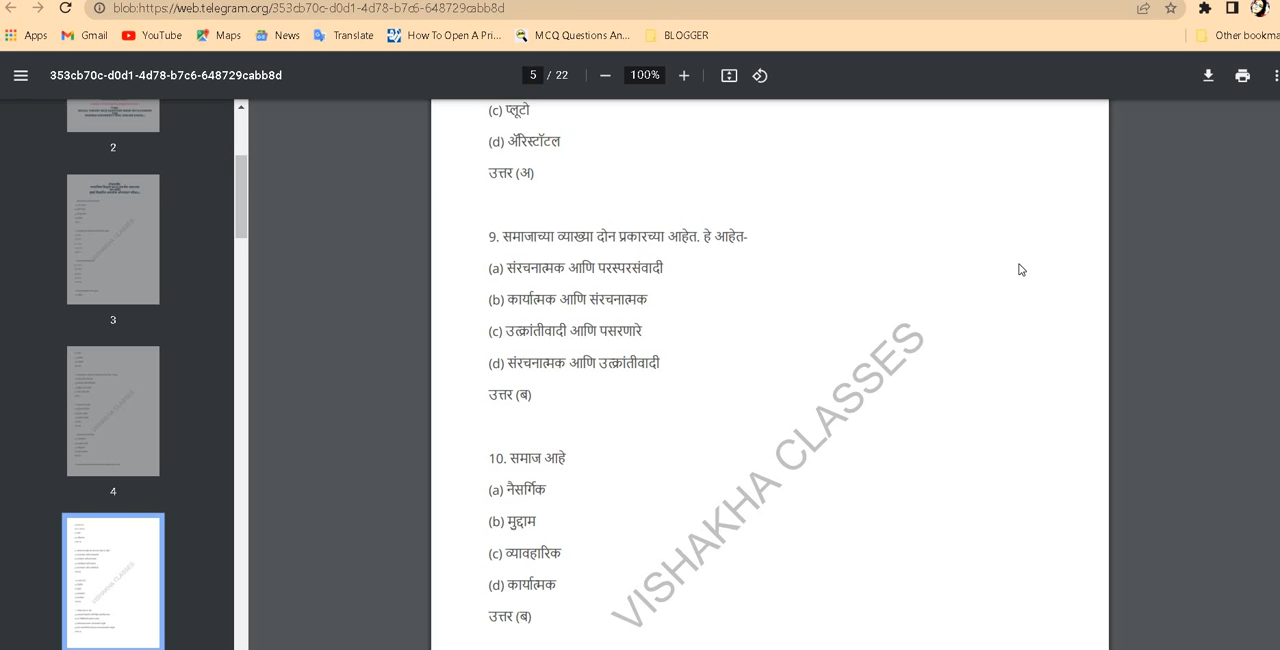 blob:https://web.telegram.org/353cb70c-d0d1-4d78-b7c6-648729cabb8d
Apps Gmail YouTube Maps News Translate How To Open A Pri... MCQ Questions An... BLOGGER Other bookma
353cb70c-d0d1-4d78-b7c6-648729cabb8d 5 / 22 100%
2
3
4
(c) प्लूटो
(d) ॲरिस्टॉटल
उत्तर (अ)
9. समाजाच्या व्याख्या दोन प्रकारच्या आहेत. हे आहेत-
(a) संरचनात्मक आणि परस्परसंवादी
(b) कार्यात्मक आणि संरचनात्मक
(c) उत्क्रांतीवादी आणि पसरणारे
(d) संरचनात्मक आणि उत्क्रांतीवादी
उत्तर (ब)
10. समाज आहे
(a) नैसर्गिक
(b) मुद्दाम
(c) व्यावहारिक
(d) कार्यात्मक
उत्तर (ब)
VISHAKHA CLASSES